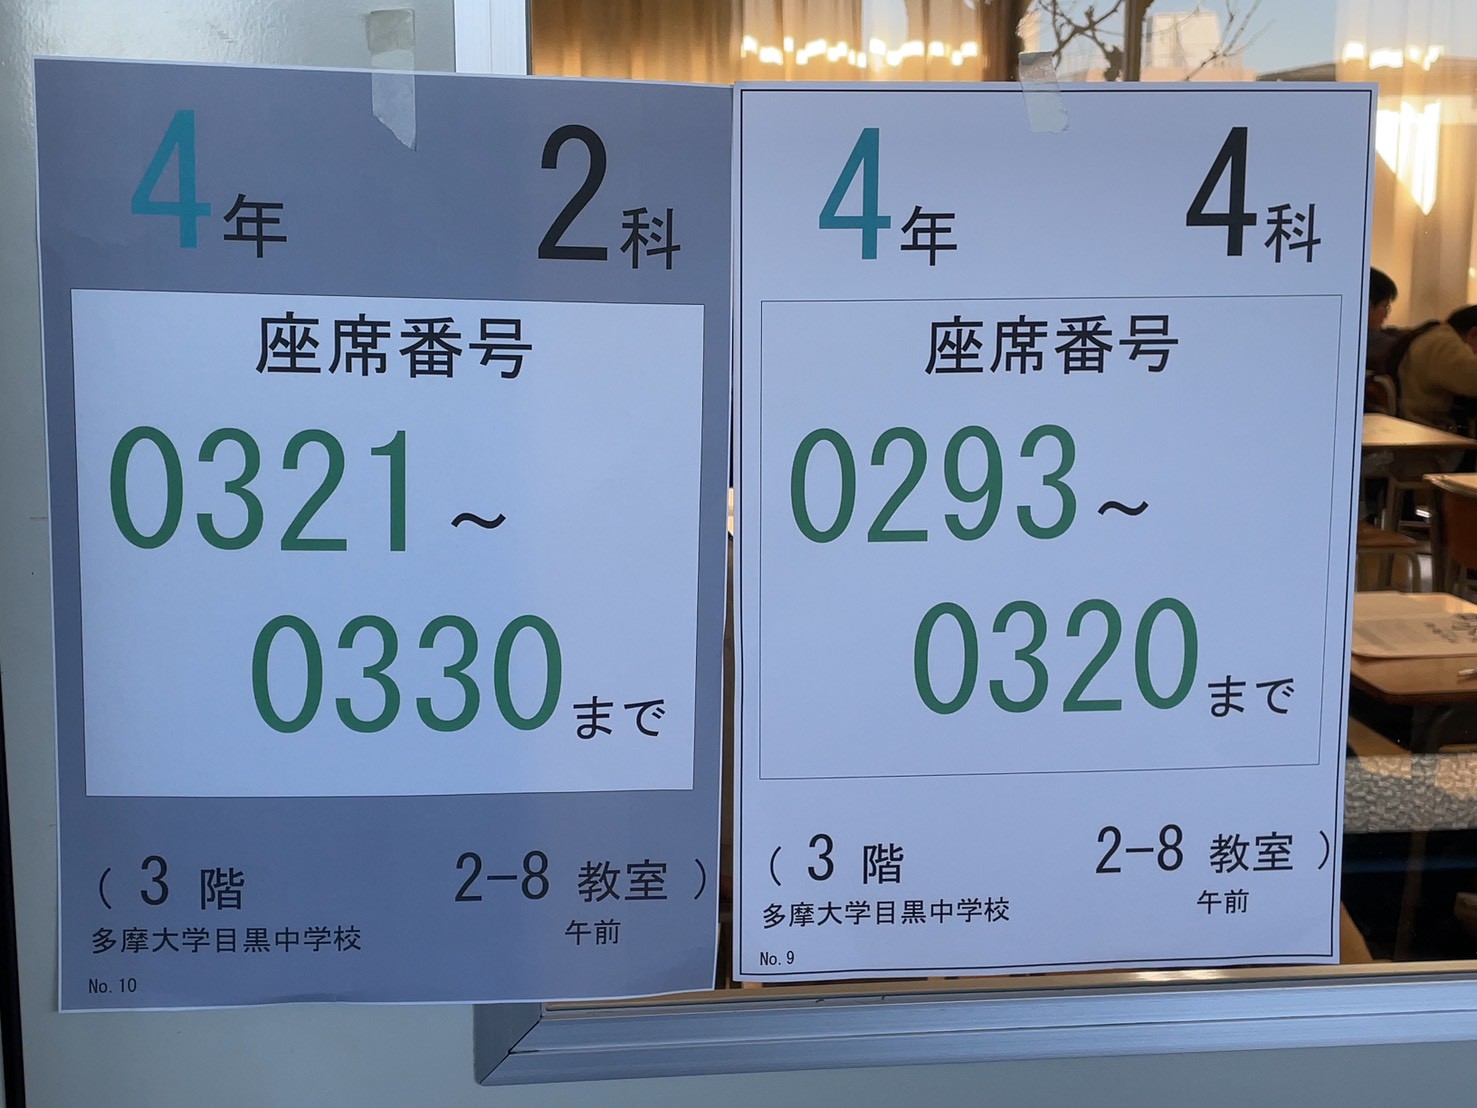 4年 2科
座席番号
0321~
0330まで
( 3 階 2-8 教室 )
多摩大学目黒中学校 午前
No. 10
4年 4科
座席番号
0293~
0320まで
( 3 階 2-8 教室 )
多摩大学目黒中学校 午前
No. 9